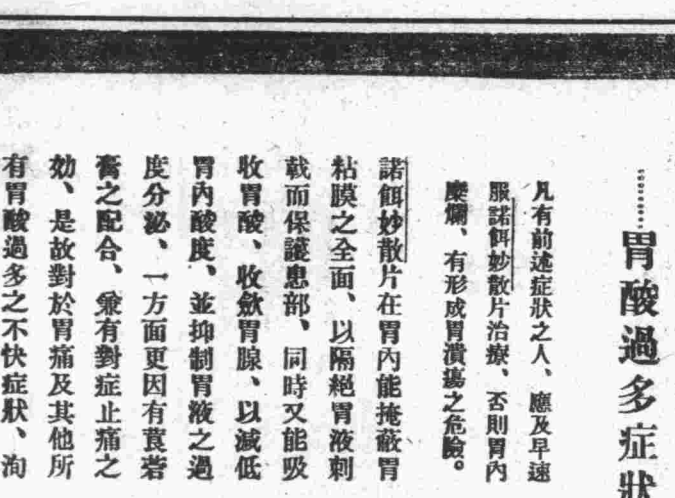 胃酸過多症狀
凡有前述症狀之人、應及早速
服諾餌妙散片治療、否則胃內
糜爛、有形成胃潰瘍之危險。
諾餌妙散片在胃內能掩蔽胃
粘膜之全面、以隔絕胃液刺
戟而保護患部、同時又能吸
收胃酸、收斂胃腺、以減低
胃內酸度、並抑制胃液之過
度分泌、一方面更因有莨菪
膏之配合、兼有對症止痛之
効、是故對於胃痛及其他所
有胃酸過多之不快症狀、洵